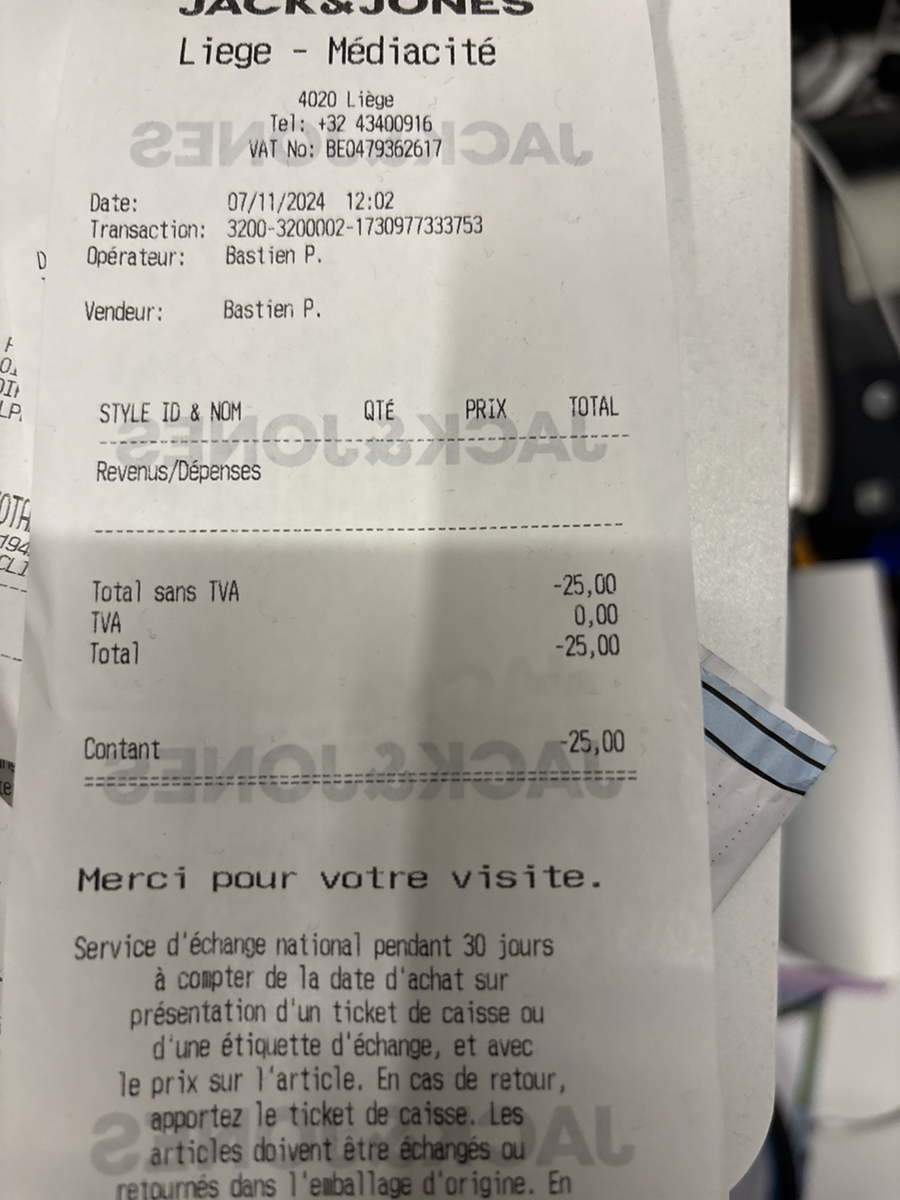 JACK&JONES
Liege - Médiacité
4020 Liège
Tel: +32 43400916
VAT No: BE0479362617
Date: 07/11/2024 12:02
Transaction: 3200-3200002-1730977333753
Opérateur: Bastien P.
Vendeur: Bastien P.
STYLE ID & NOM QTÉ PRIX TOTAL
Revenus/Dépenses
Total sans TVA -25,00
TVA 0,00
Total -25,00
Contant -25,00
Merci pour votre visite.
Service d'échange national pendant 30 jours
à compter de la date d'achat sur
présentation d'un ticket de caisse ou
d'une étiquette d'échange, et avec
le prix sur l'article. En cas de retour,
apportez le ticket de caisse. Les
articles doivent être échangés ou
retournés dans l'emballage d'origine. En